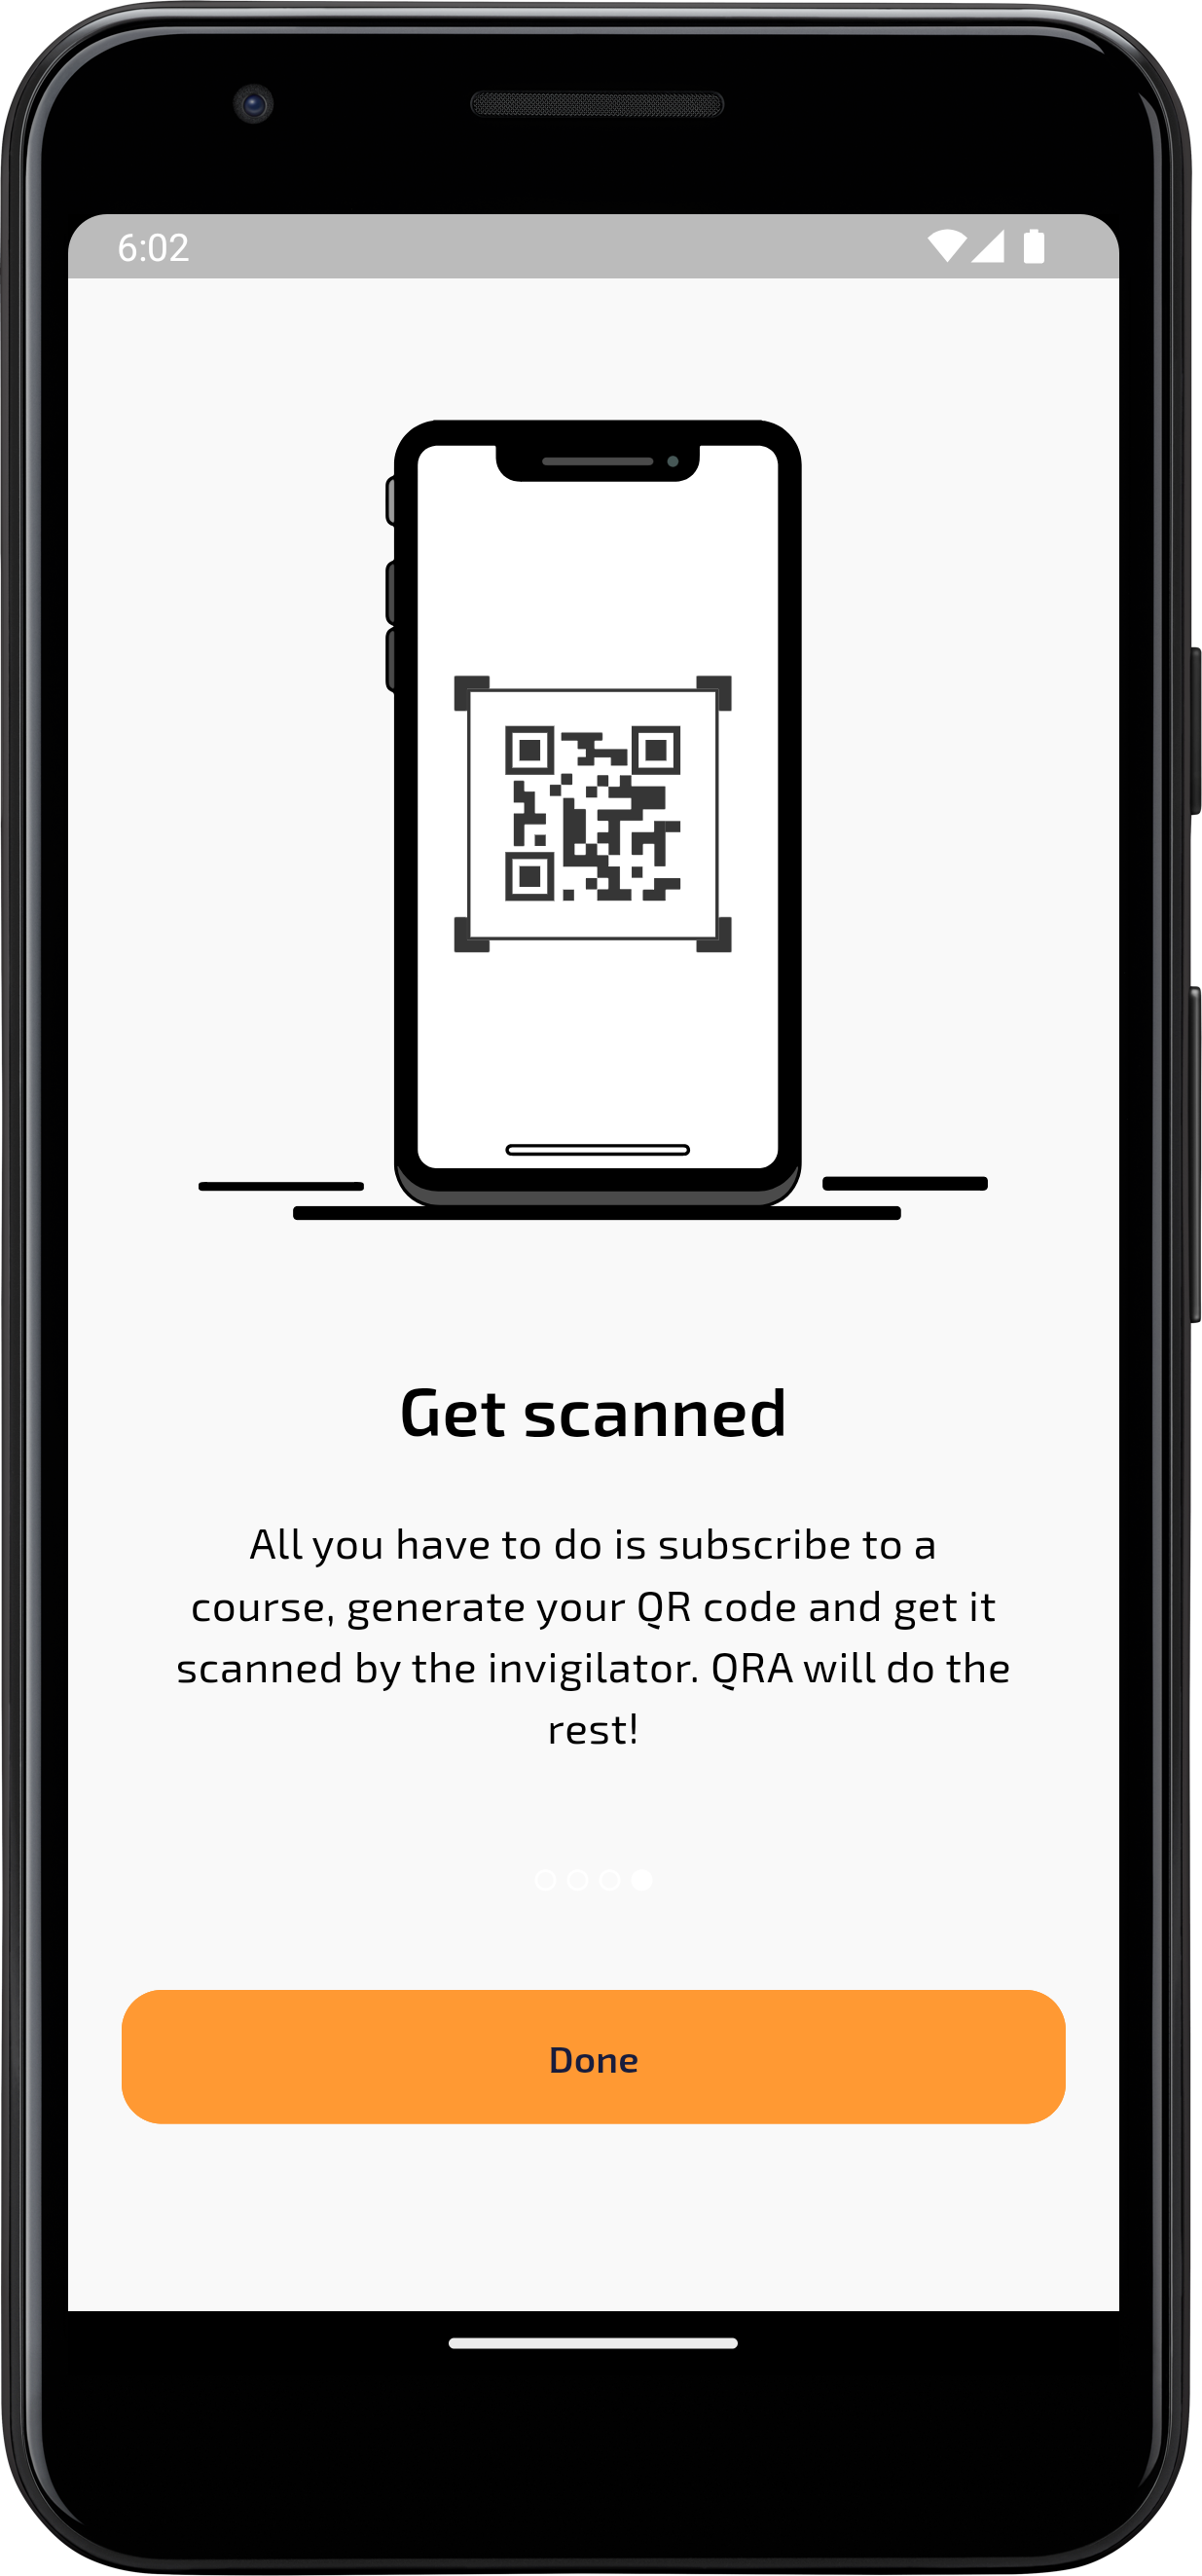 6:02
Get scanned
All you have to do is subscribe to a
course, generate your QR code and get it
scanned by the invigilator. QRA will do the
rest!
Done